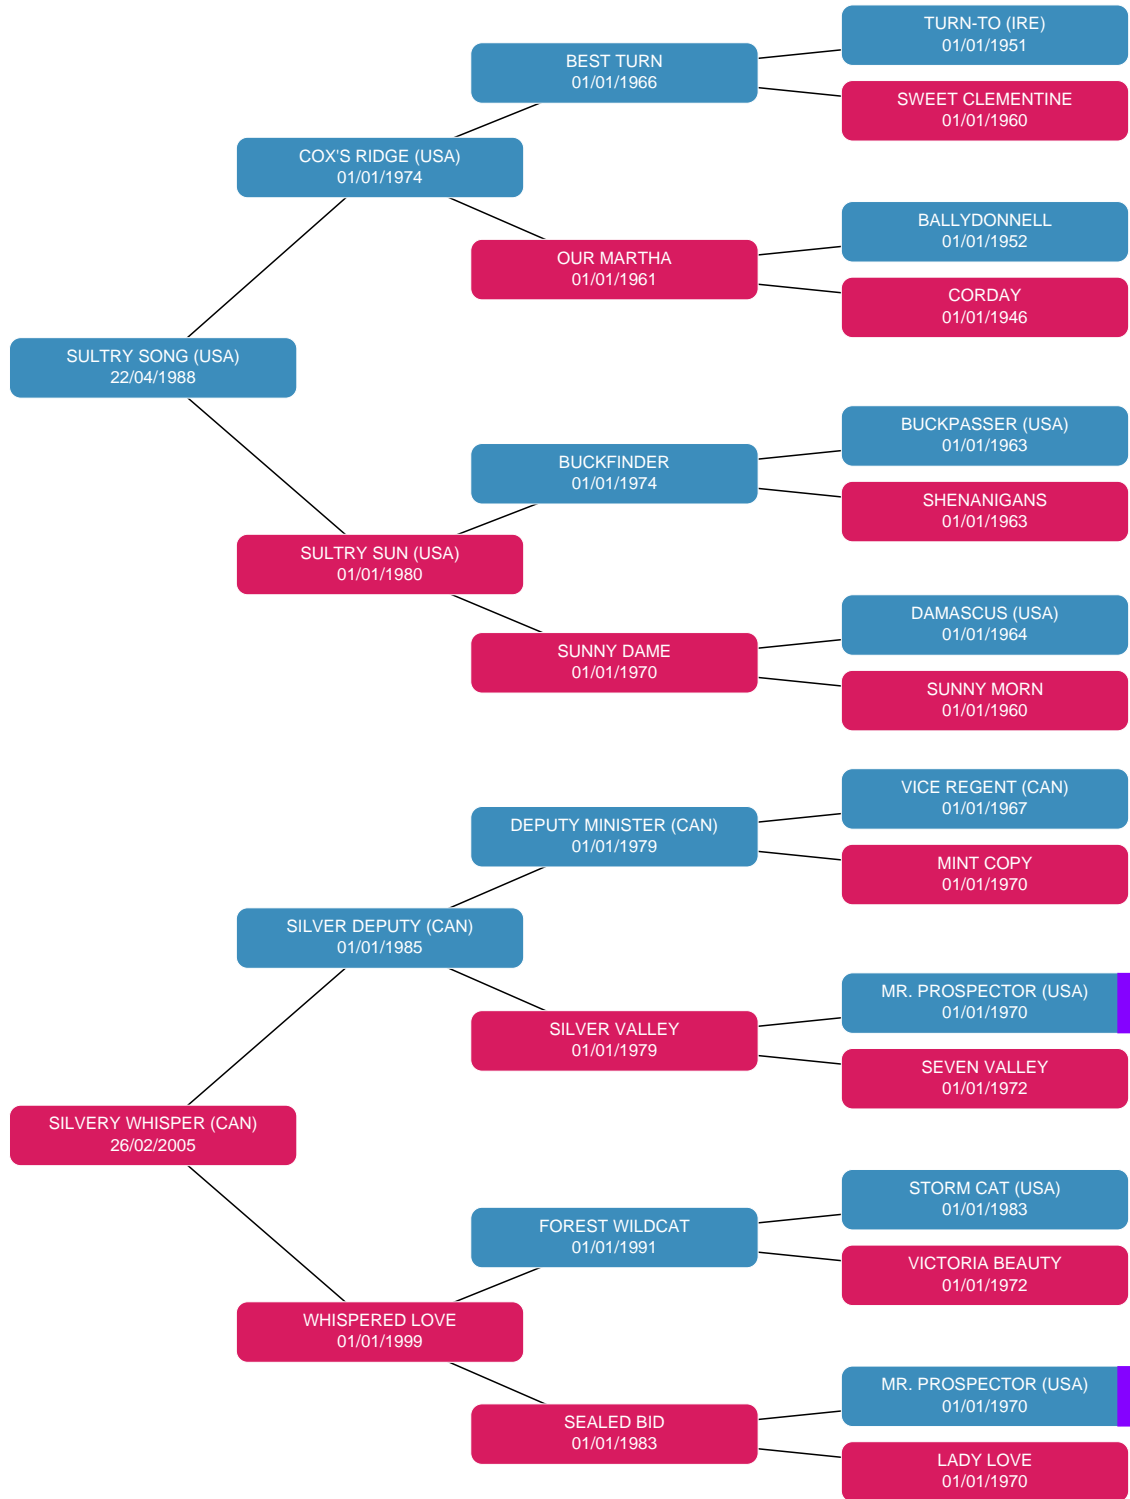 TURN-TO (IRE)
01/01/1951
BEST TURN
01/01/1966
SWEET CLEMENTINE
01/01/1960
COX'S RIDGE (USA)
01/01/1974
BALLYDONNELL
01/01/1952
OUR MARTHA
01/01/1961
CORDAY
01/01/1946
SULTRY SONG (USA)
22/04/1988
BUCKPASSER (USA)
01/01/1963
BUCKFINDER
01/01/1974
SHENANIGANS
01/01/1963
SULTRY SUN (USA)
01/01/1980
DAMASCUS (USA)
01/01/1964
SUNNY DAME
01/01/1970
SUNNY MORN
01/01/1960
VICE REGENT (CAN)
01/01/1967
DEPUTY MINISTER (CAN)
01/01/1979
MINT COPY
01/01/1970
SILVER DEPUTY (CAN)
01/01/1985
MR. PROSPECTOR (USA)
01/01/1970
SILVER VALLEY
01/01/1979
SEVEN VALLEY
01/01/1972
SILVERY WHISPER (CAN)
26/02/2005
STORM CAT (USA)
01/01/1983
FOREST WILDCAT
01/01/1991
VICTORIA BEAUTY
01/01/1972
WHISPERED LOVE
01/01/1999
MR. PROSPECTOR (USA)
01/01/1970
SEALED BID
01/01/1983
LADY LOVE
01/01/1970